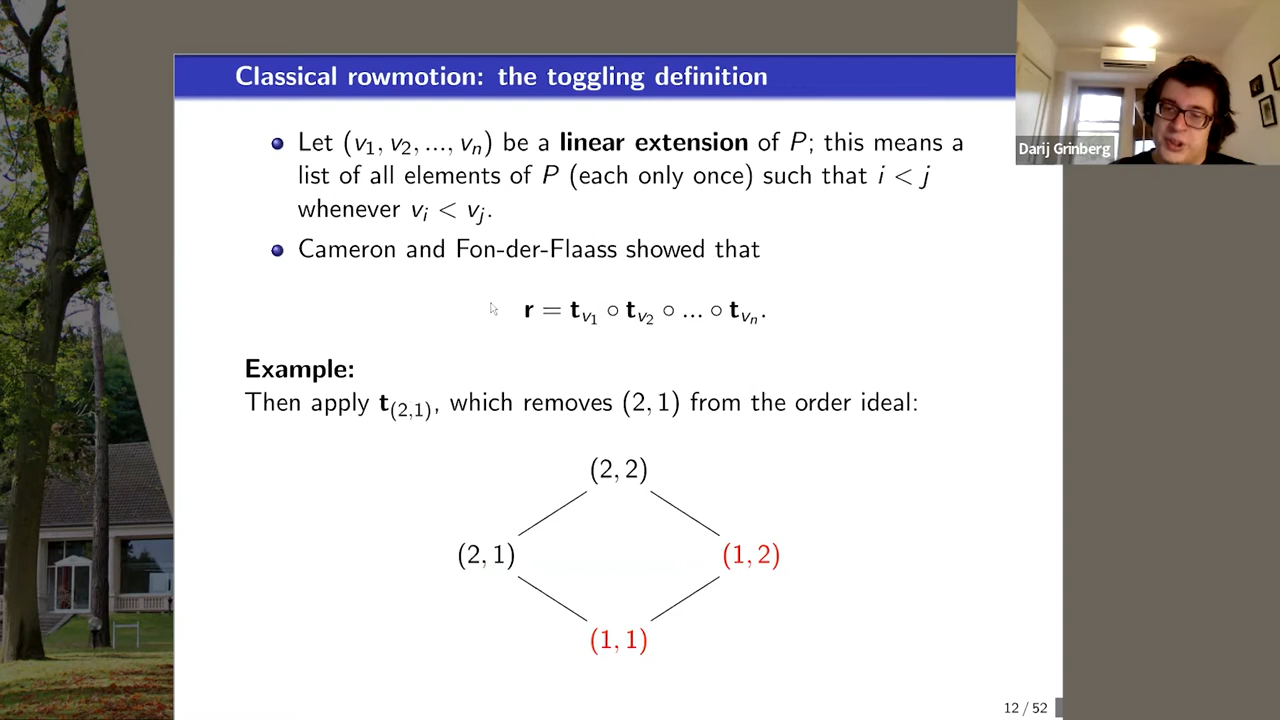 Classical rowmotion: the toggling definition
Darij Grinberg
Let (v₁, v₂, ..., vₙ) be a linear extension of P; this means a
list of all elements of P (each only once) such that i < j
whenever vᵢ < vⱼ.
Cameron and Fon-der-Flaass showed that
r = t_{v₁} ∘ t_{v₂} ∘ ... ∘ t_{vₙ}.
Example:
Then apply t_{(2,1)}, which removes (2, 1) from the order ideal:
(2, 2)
(2, 1) (1, 2)
(1, 1)
12 / 52